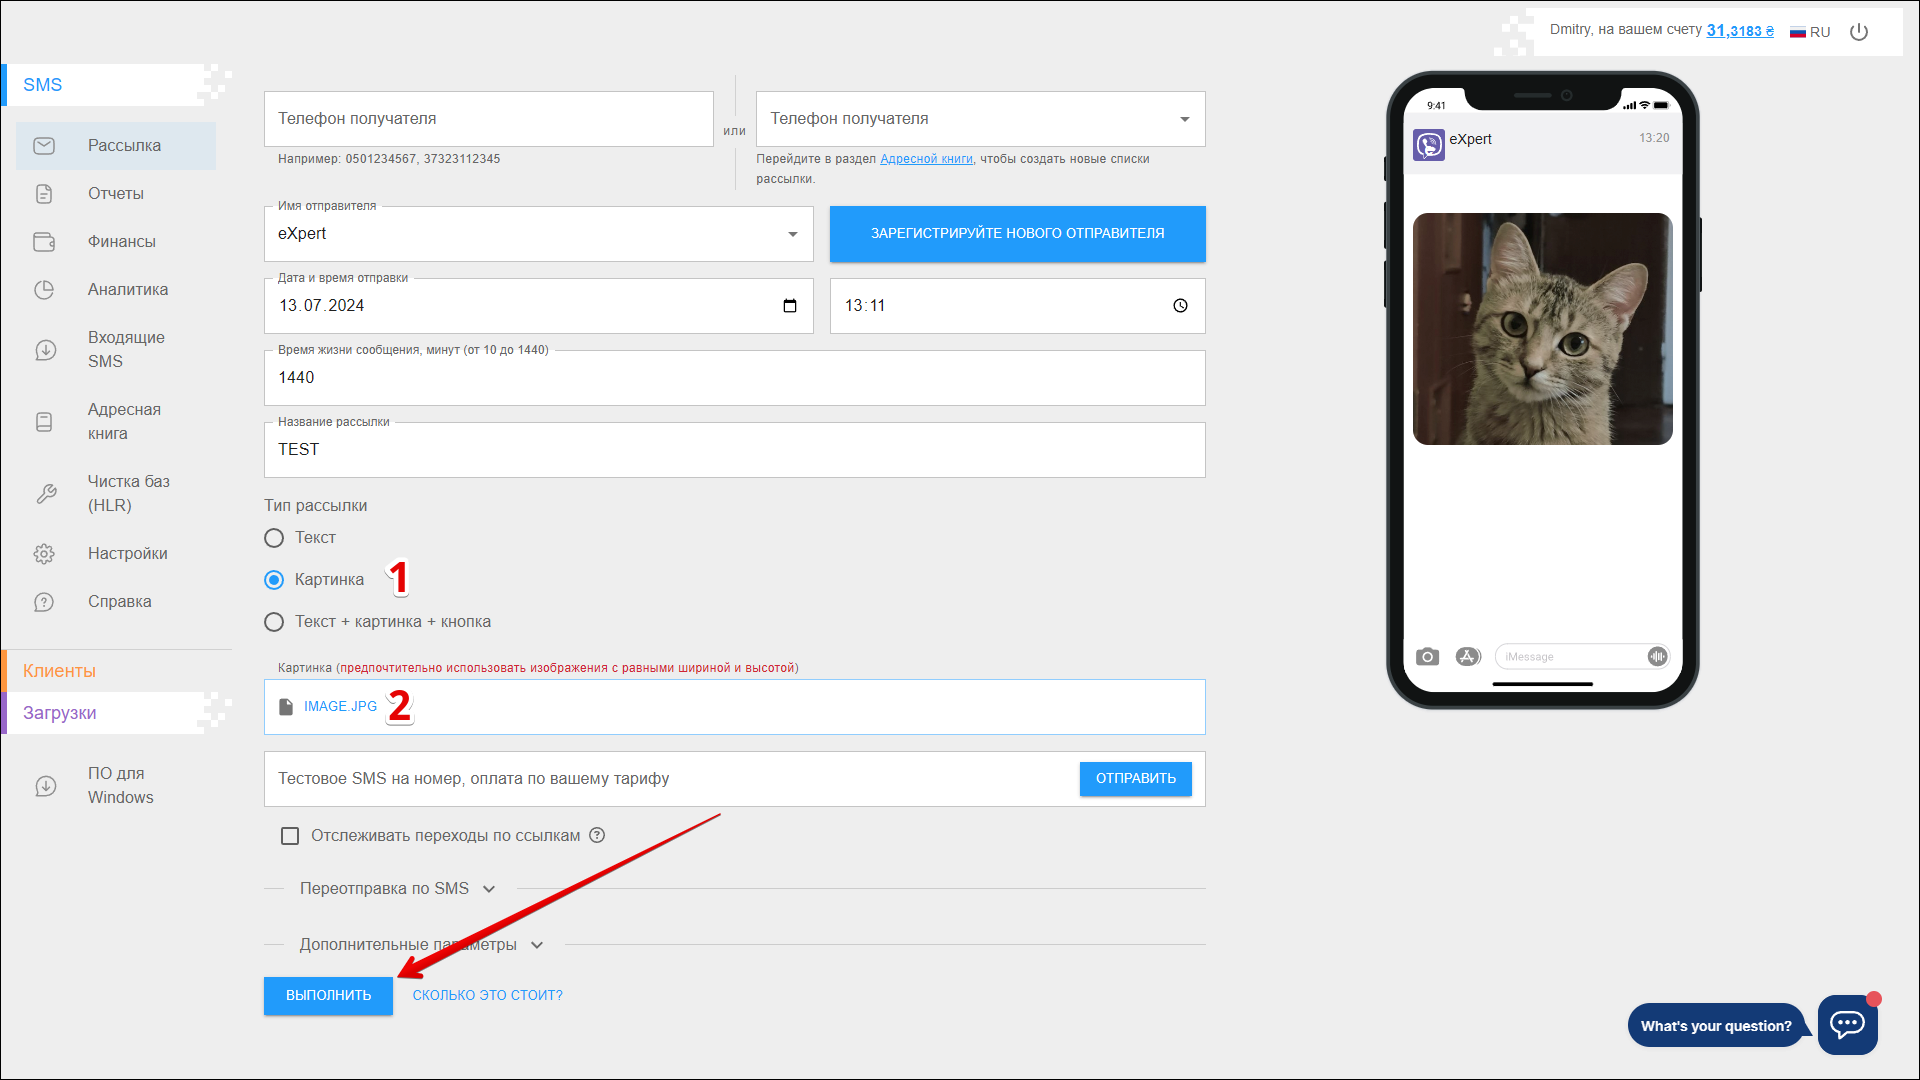 Dmitry, на вашем счету 31,3183 ₴ RU
SMS
Рассылка
Отчеты
Финансы
Аналитика
Входящие
SMS
Адресная
книга
Чистка баз
(HLR)
Настройки
Справка
Клиенты
Загрузки
ПО для
Windows
Телефон получателя
Например: 0501234567, 37323112345
или
Телефон получателя
Перейдите в раздел Адресной книги, чтобы создать новые списки
рассылки.
Имя отправителя
eXpert
ЗАРЕГИСТРИРУЙТЕ НОВОГО ОТПРАВИТЕЛЯ
Дата и время отправки
13.07.2024
13:11
Время жизни сообщения, минут (от 10 до 1440)
1440
Название рассылки
TEST
Тип рассылки
Текст
Картинка 1
Текст + картинка + кнопка
Картинка (предпочтительно использовать изображения с равными шириной и высотой)
IMAGE.JPG 2
Тестовое SMS на номер, оплата по вашему тарифу
ОТПРАВИТЬ
Отслеживать переходы по ссылкам ?
Переотправка по SMS
Дополнительные параметры
ВЫПОЛНИТЬ
СКОЛЬКО ЭТО СТОИТ?
9:41
eXpert
13:20
iMessage
What's your question?